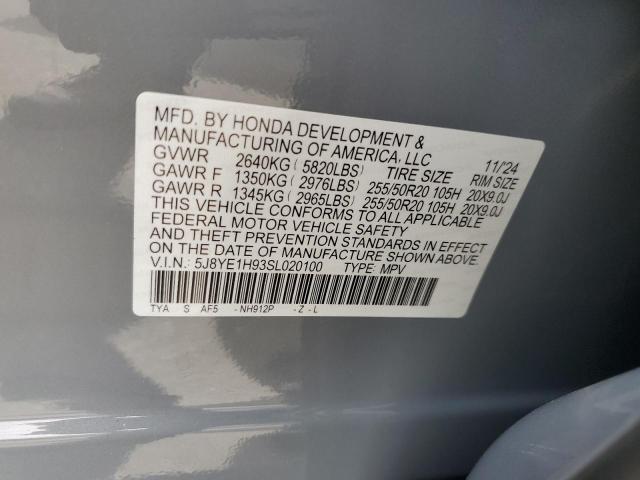 MFD. BY HONDA DEVELOPMENT &
MANUFACTURING OF AMERICA, LLC 11/24
GVWR 2640KG ( 5820LBS) TIRE SIZE RIM SIZE
GAWR F 1350KG ( 2976LBS) 255/50R20 105H 20X9.0J
GAWR R 1345KG ( 2965LBS) 255/50R20 105H 20X9.0J
THIS VEHICLE CONFORMS TO ALL APPLICABLE
FEDERAL MOTOR VEHICLE SAFETY
AND THEFT PREVENTION STANDARDS IN EFFECT
ON THE DATE OF MANUFACTURE SHOWN ABOVE.
V.I.N.: 5J8YE1H93SL020100 TYPE: MPV
TYA S AF5 - NH912P - Z - L